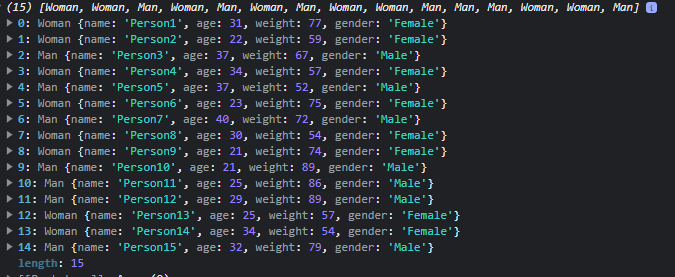 (15) [Woman, Woman, Man, Woman, Man, Woman, Man, Woman, Woman, Man, Man, Man, Woman, Woman, Man] i
0: Woman {name: 'Person1', age: 31, weight: 77, gender: 'Female'}
1: Woman {name: 'Person2', age: 22, weight: 59, gender: 'Female'}
2: Man {name: 'Person3', age: 37, weight: 67, gender: 'Male'}
3: Woman {name: 'Person4', age: 34, weight: 57, gender: 'Female'}
4: Man {name: 'Person5', age: 37, weight: 52, gender: 'Male'}
5: Woman {name: 'Person6', age: 23, weight: 75, gender: 'Female'}
6: Man {name: 'Person7', age: 40, weight: 72, gender: 'Male'}
7: Woman {name: 'Person8', age: 30, weight: 54, gender: 'Female'}
8: Woman {name: 'Person9', age: 21, weight: 74, gender: 'Female'}
9: Man {name: 'Person10', age: 21, weight: 89, gender: 'Male'}
10: Man {name: 'Person11', age: 25, weight: 86, gender: 'Male'}
11: Man {name: 'Person12', age: 29, weight: 89, gender: 'Male'}
12: Woman {name: 'Person13', age: 25, weight: 57, gender: 'Female'}
13: Woman {name: 'Person14', age: 34, weight: 54, gender: 'Female'}
14: Man {name: 'Person15', age: 32, weight: 79, gender: 'Male'}
length: 15